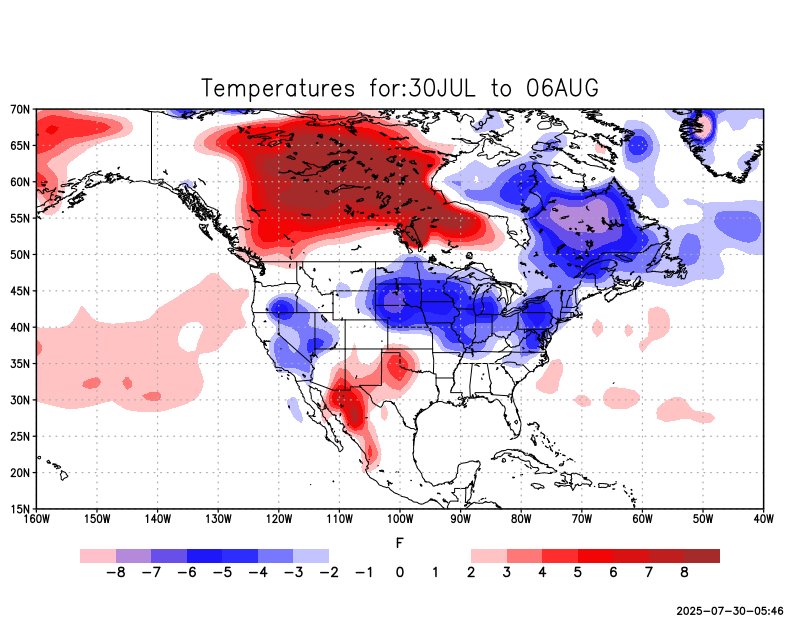 Temperatures for:30JUL to 06AUG
70N
65N
60N
55N
50N
45N
40N
35N
30N
25N
20N
15N
160W 150W 140W 130W 120W 110W 100W 90W 80W 70W 60W 50W 40W
F
−8 −7 −6 −5 −4 −3 −2 −1 0 1 2 3 4 5 6 7 8
2025-07-30-05:46